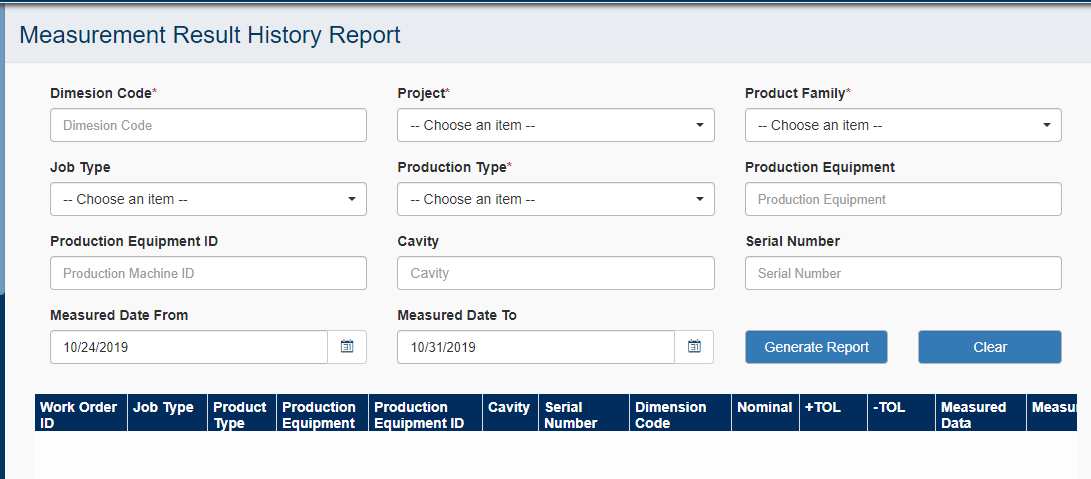 Measurement Result History Report
Dimesion Code* Project* Product Family*
Dimesion Code -- Choose an item -- -- Choose an item --
Job Type Production Type* Production Equipment
-- Choose an item -- -- Choose an item -- Production Equipment
Production Equipment ID Cavity Serial Number
Production Machine ID Cavity Serial Number
Measured Date From Measured Date To
10/24/2019 10/31/2019 Generate Report Clear
Work Order Job Type Product Production Production Cavity Serial Dimension Nominal +TOL -TOL Measured
ID Type Equipment Equipment ID Number Code Data